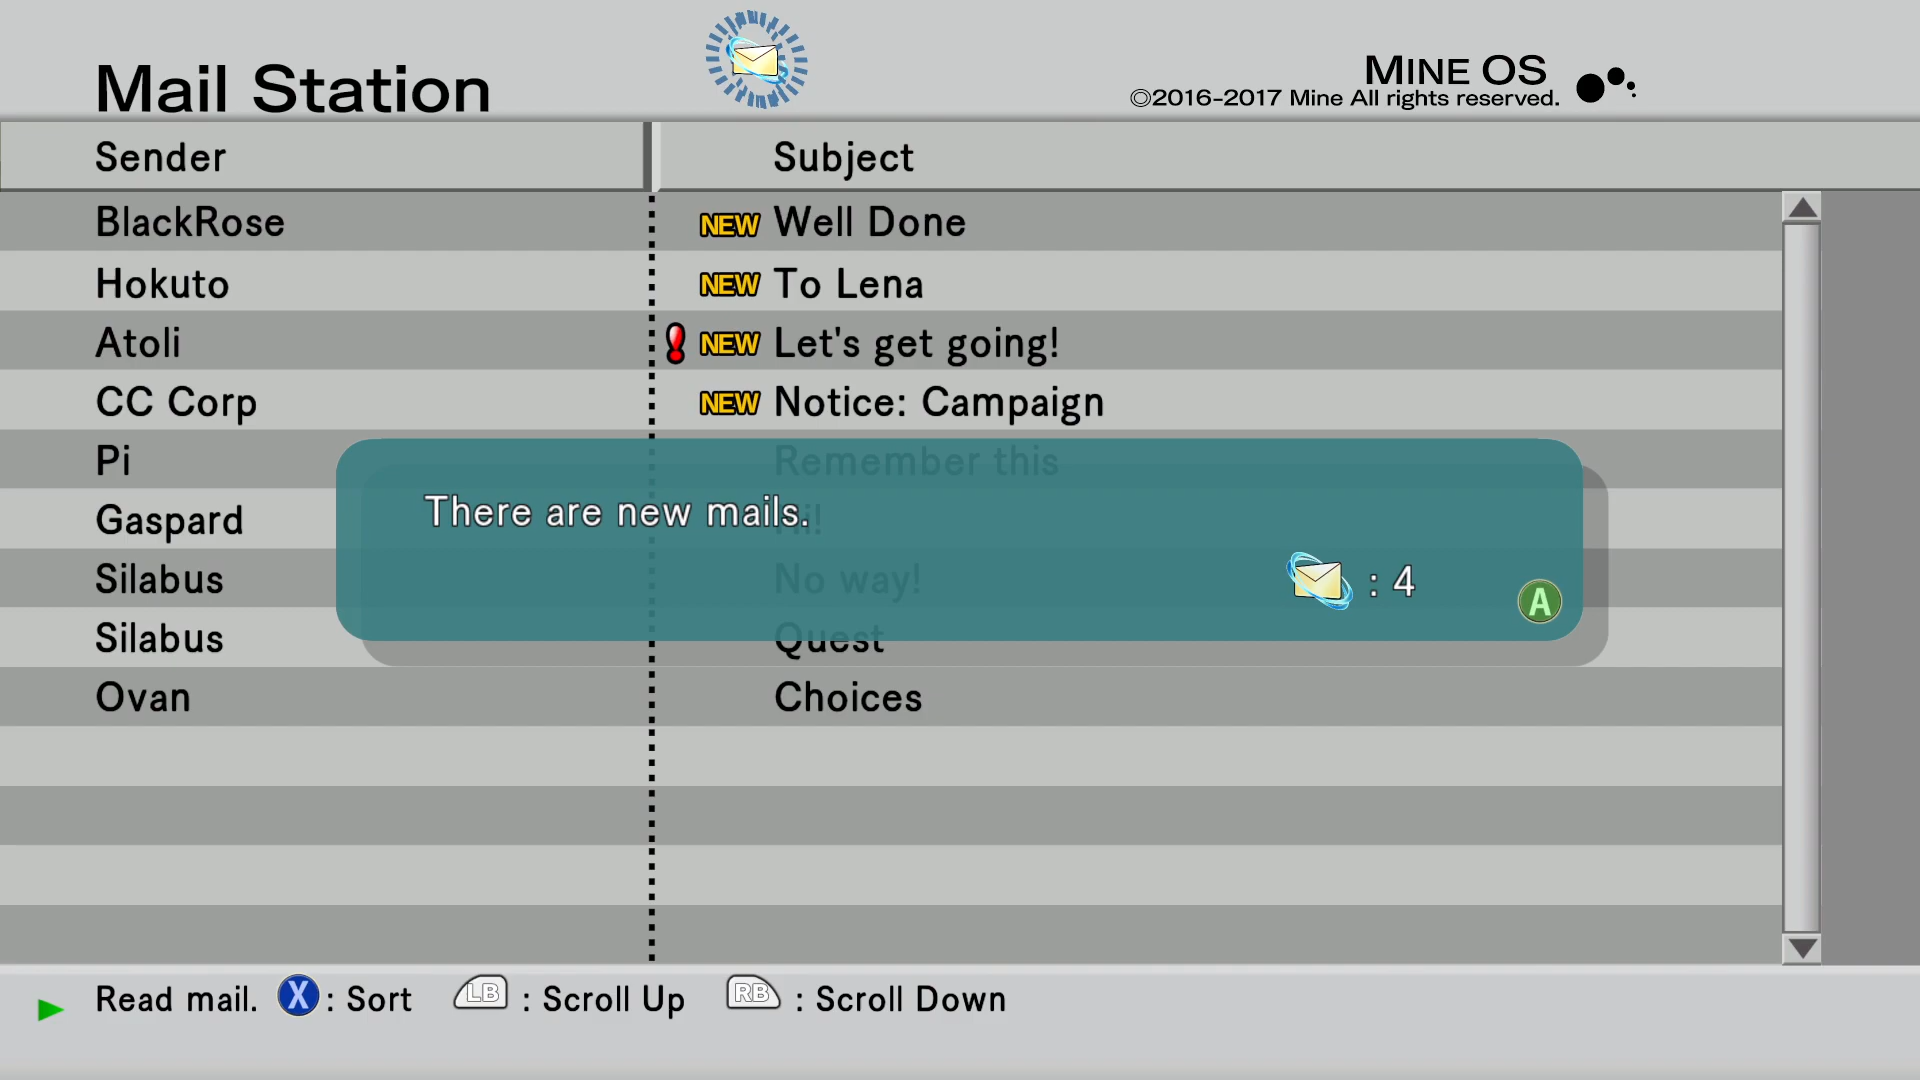 Mail Station
MINE OS
©2016-2017 Mine All rights reserved.
Sender Subject
BlackRose NEW Well Done
Hokuto NEW To Lena
Atoli NEW Let's get going!
CC Corp NEW Notice: Campaign
Pi Remember this
There are new mails.
Gaspard Hi!
Silabus No way!
: 4
A
Silabus Quest
Ovan Choices
Read mail. X : Sort LB : Scroll Up RB : Scroll Down